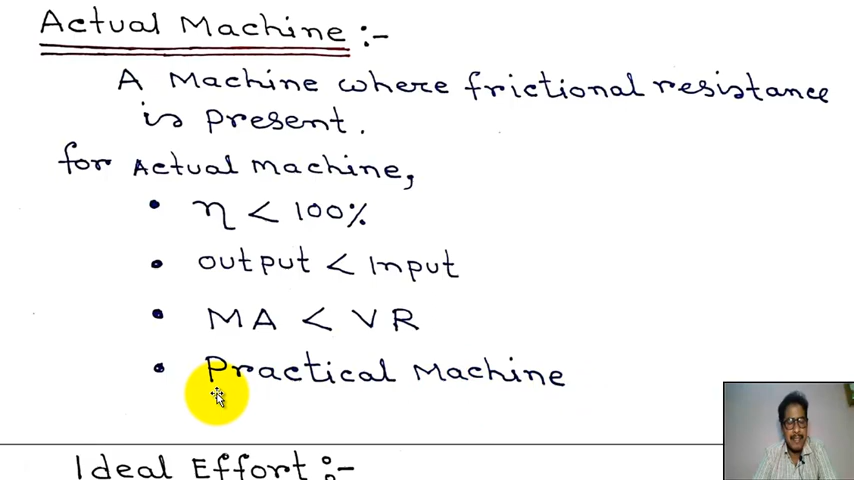 Actual Machine :-
A Machine where frictional resistance
is present.
for Actual machine,
• η < 100%
• output < Input
• MA < VR
• Practical Machine
Ideal Effort :-